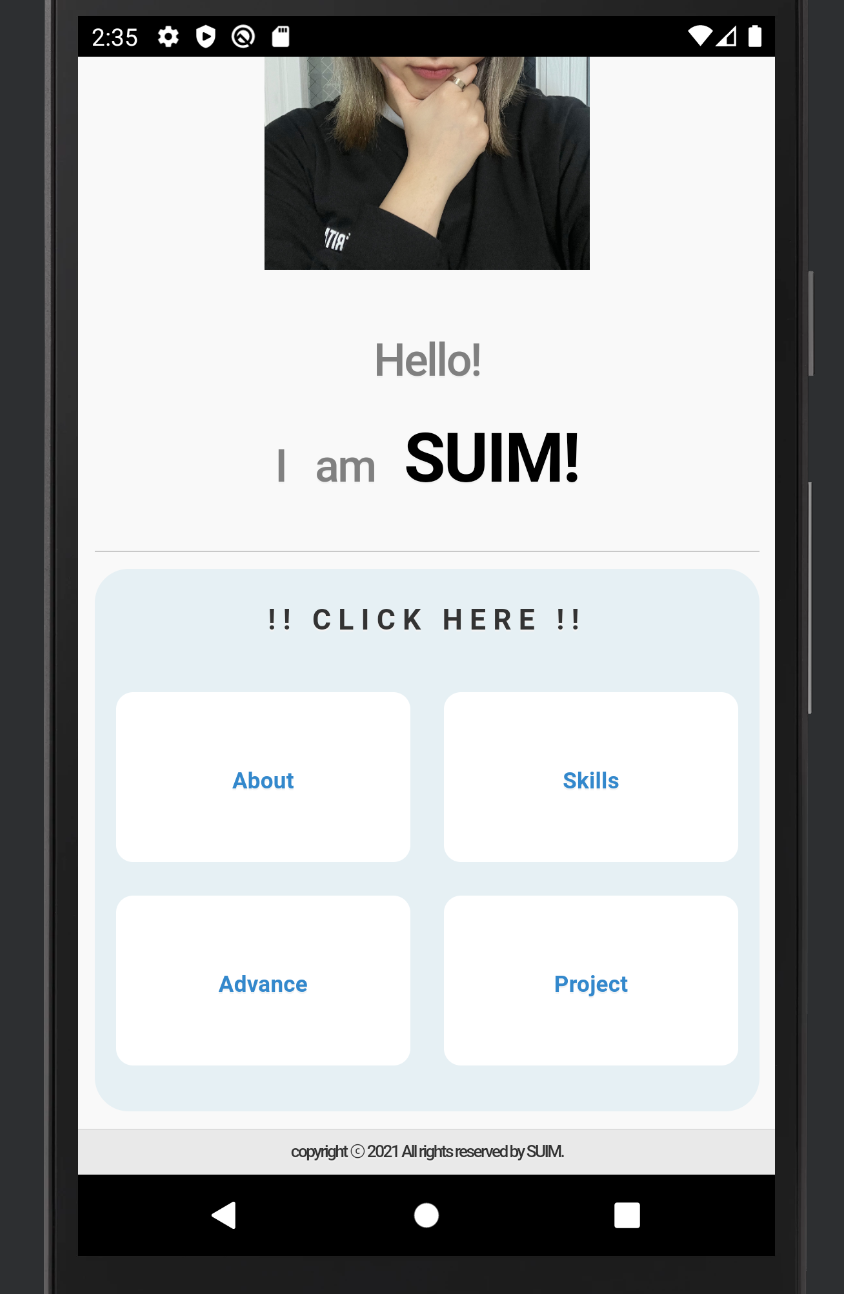 2:35
Hello!
I am SUIM!
!! CLICK HERE !!
About Skills
Advance Project
copyright ⓒ 2021 All rights reserved by SUIM.